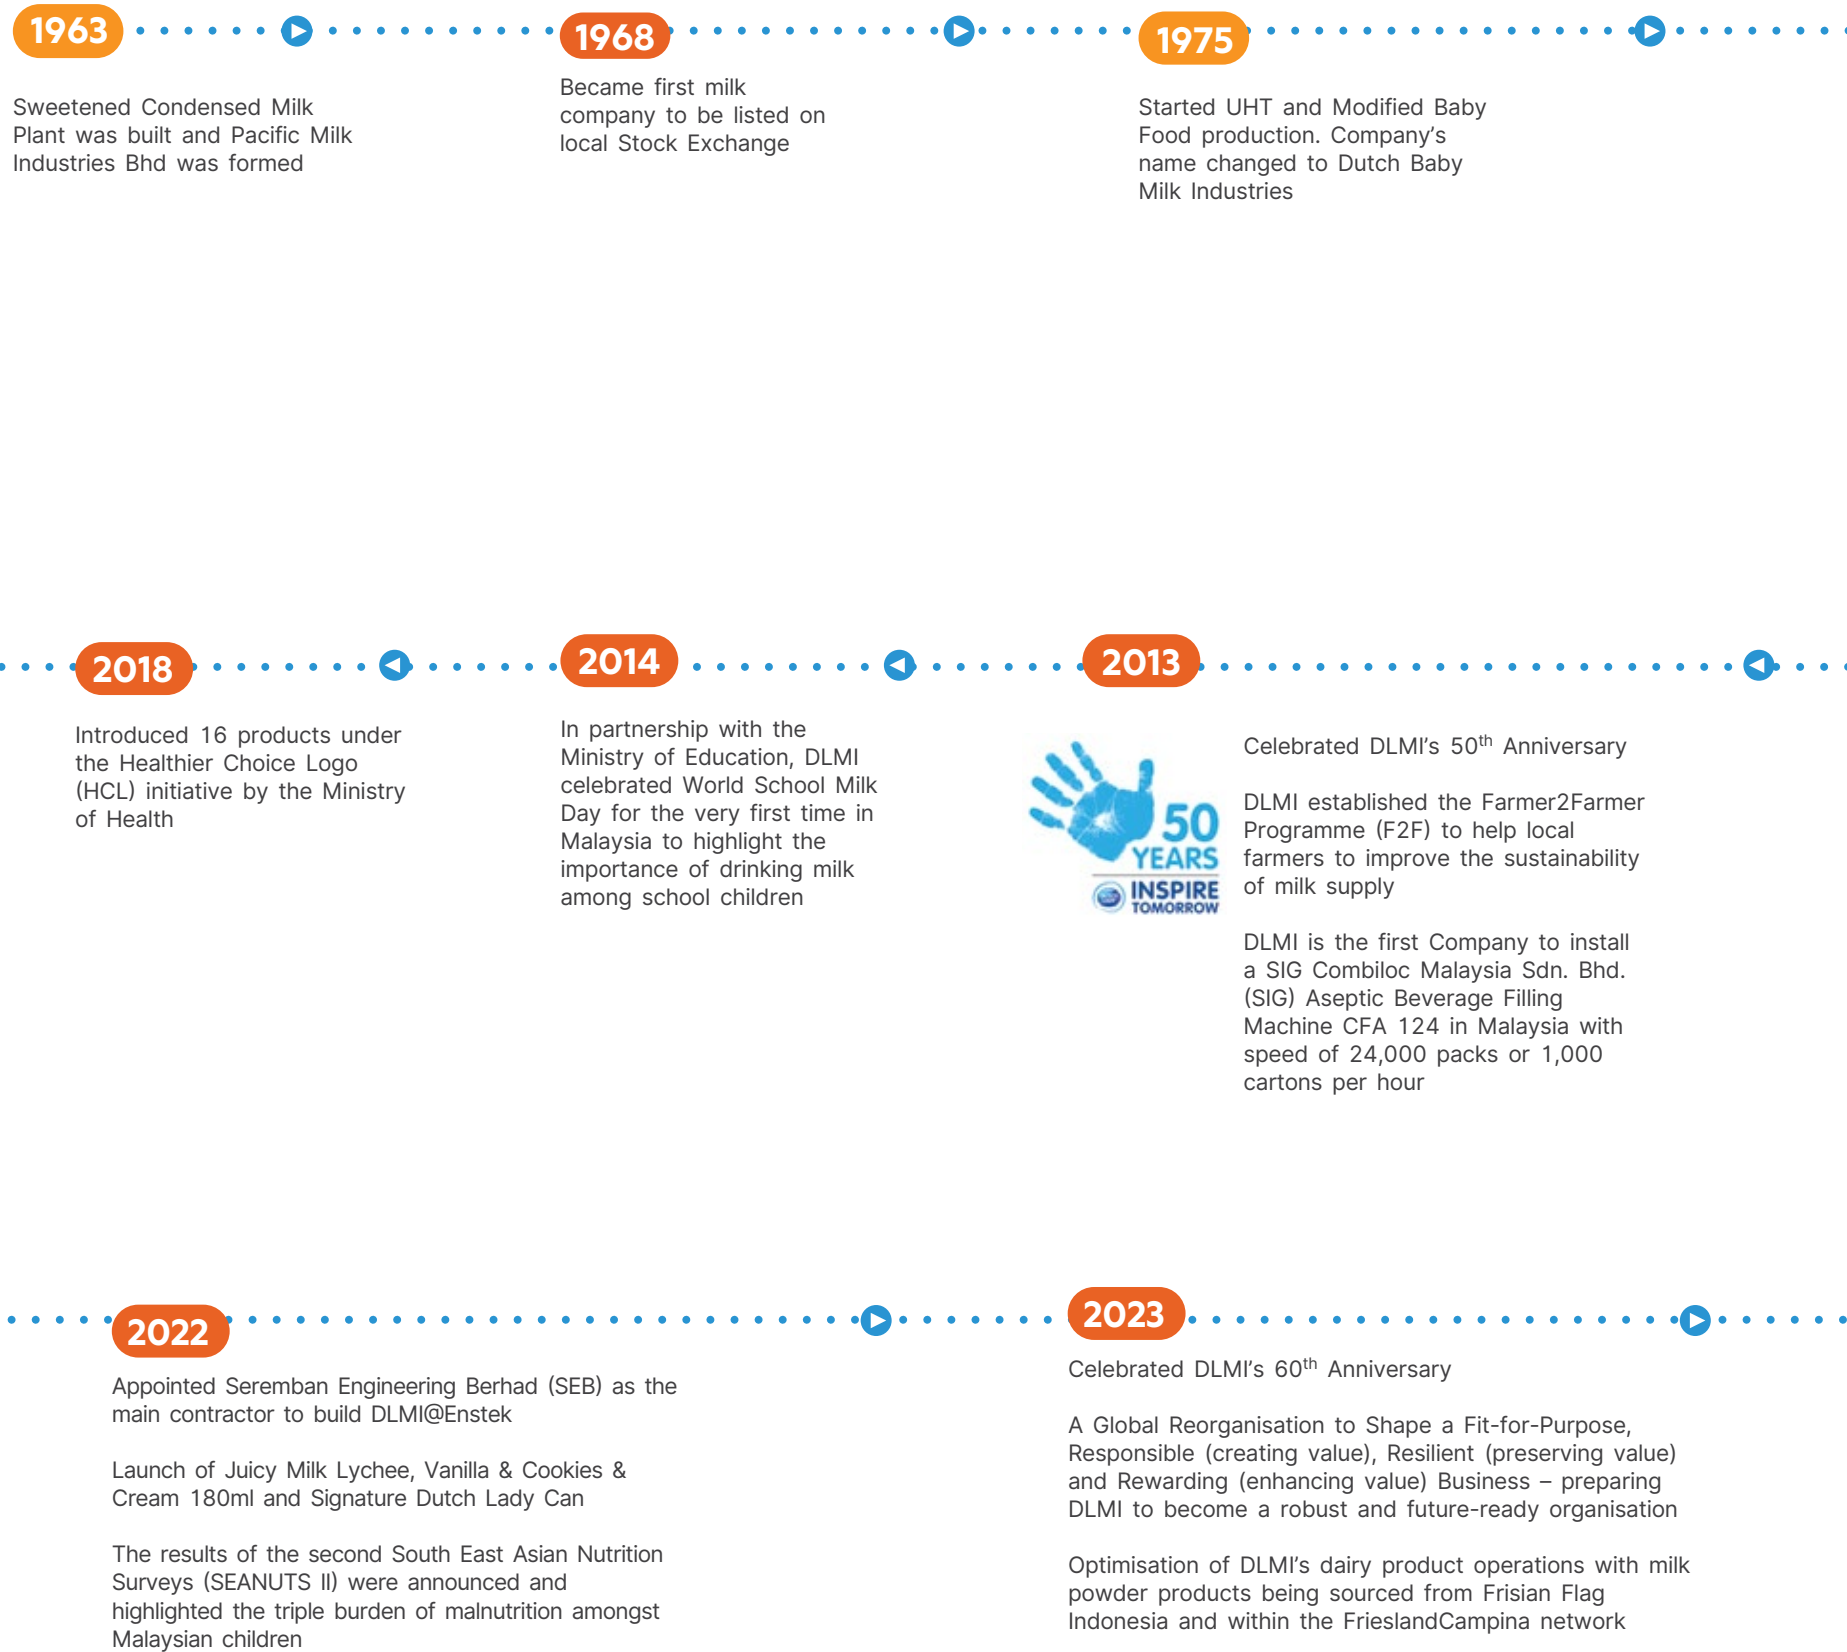 1963
Sweetened Condensed Milk
Plant was built and Pacific Milk
Industries Bhd was formed
1968
Became first milk
company to be listed on
local Stock Exchange
1975
Started UHT and Modified Baby
Food production. Company’s
name changed to Dutch Baby
Milk Industries
2018
Introduced 16 products under
the Healthier Choice Logo
(HCL) initiative by the Ministry
of Health
2014
In partnership with the
Ministry of Education, DLMI
celebrated World School Milk
Day for the very first time in
Malaysia to highlight the
importance of drinking milk
among school children
2013
50
YEARS
INSPIRE
TOMORROW
Celebrated DLMI’s 50th Anniversary
DLMI established the Farmer2Farmer
Programme (F2F) to help local
farmers to improve the sustainability
of milk supply
DLMI is the first Company to install
a SIG Combiloc Malaysia Sdn. Bhd.
(SIG) Aseptic Beverage Filling
Machine CFA 124 in Malaysia with
speed of 24,000 packs or 1,000
cartons per hour
2022
Appointed Seremban Engineering Berhad (SEB) as the
main contractor to build DLMI@Enstek
Launch of Juicy Milk Lychee, Vanilla & Cookies &
Cream 180ml and Signature Dutch Lady Can
The results of the second South East Asian Nutrition
Surveys (SEANUTS II) were announced and
highlighted the triple burden of malnutrition amongst
Malaysian children
2023
Celebrated DLMI’s 60th Anniversary
A Global Reorganisation to Shape a Fit-for-Purpose,
Responsible (creating value), Resilient (preserving value)
and Rewarding (enhancing value) Business – preparing
DLMI to become a robust and future-ready organisation
Optimisation of DLMI’s dairy product operations with milk
powder products being sourced from Frisian Flag
Indonesia and within the FrieslandCampina network